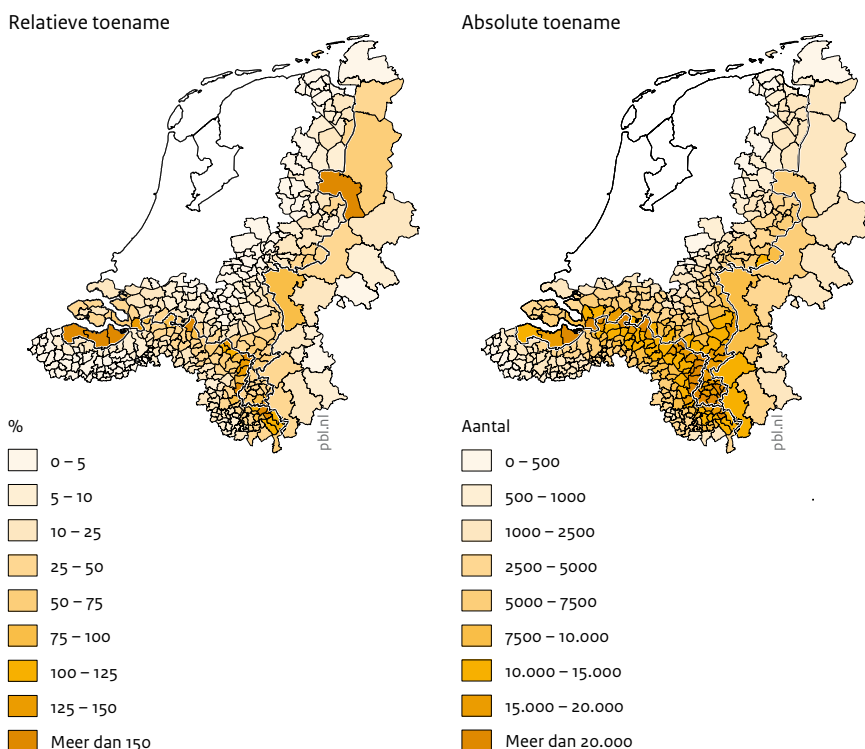 Relatieve toename
%
0 – 5
5 – 10
10 – 25
25 – 50
50 – 75
75 – 100
100 – 125
125 – 150
Meer dan 150
pbl.nl
Absolute toename
Aantal
0 – 500
500 – 1000
1000 – 2500
2500 – 5000
5000 – 7500
7500 – 10.000
10.000 – 15.000
15.000 – 20.000
Meer dan 20.000
pbl.nl